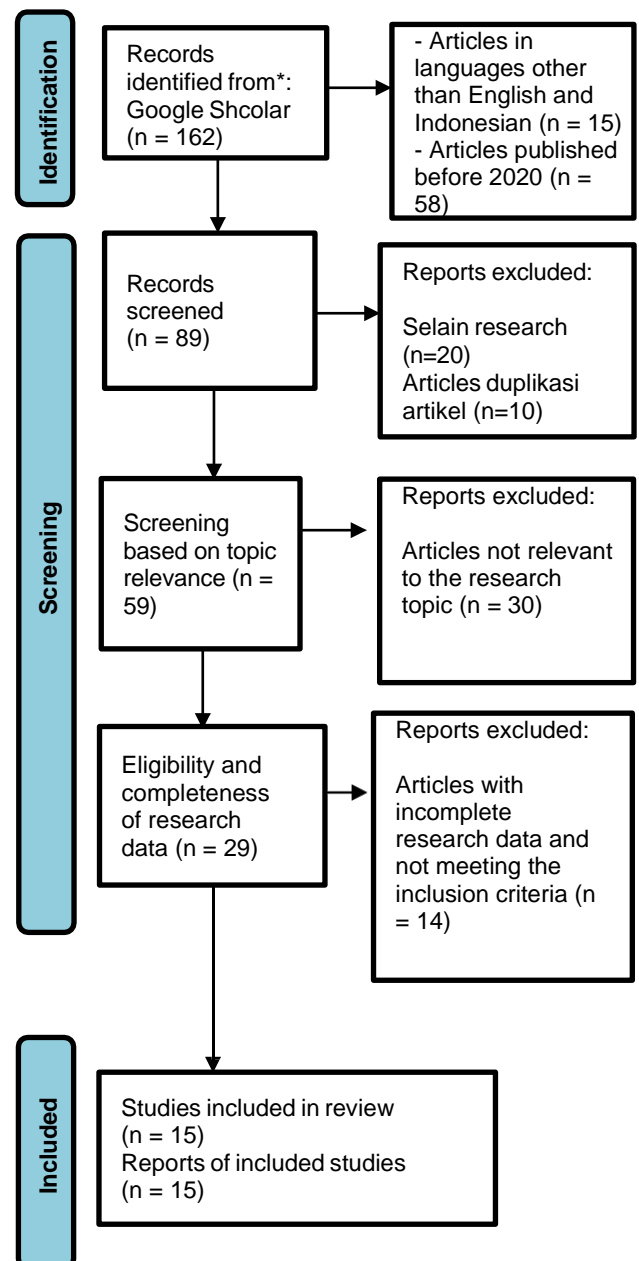 Identification
Records
identified from*:
Google Shcolar
(n = 162)
- Articles in
languages other
than English and
Indonesian (n = 15)
- Articles published
before 2020 (n =
58)
Screening
Records
screened
(n = 89)
Reports excluded:
Selain research
(n=20)
Articles duplikasi
artikel (n=10)
Screening
based on topic
relevance (n =
59)
Reports excluded:
Articles not relevant
to the research
topic (n = 30)
Eligibility and
completeness
of research
data (n = 29)
Reports excluded:
Articles with
incomplete
research data and
not meeting the
inclusion criteria (n
= 14)
Included
Studies included in review
(n = 15)
Reports of included studies
(n = 15)